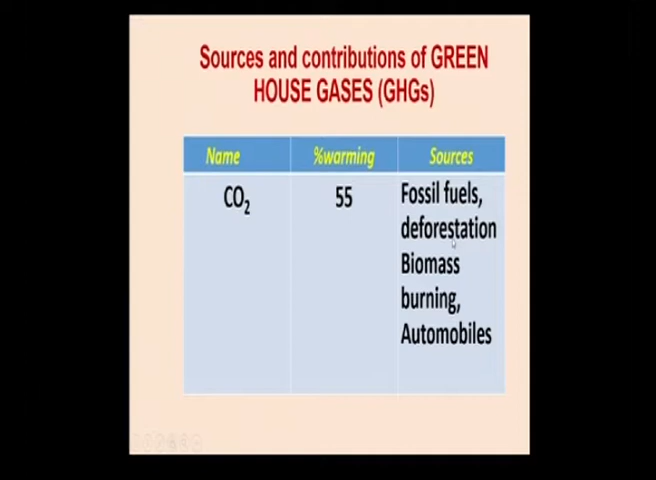 Sources and contributions of GREEN
HOUSE GASES (GHGs)
Name %warming Sources
CO₂ 55 Fossil fuels,
deforestation
Biomass
burning,
Automobiles